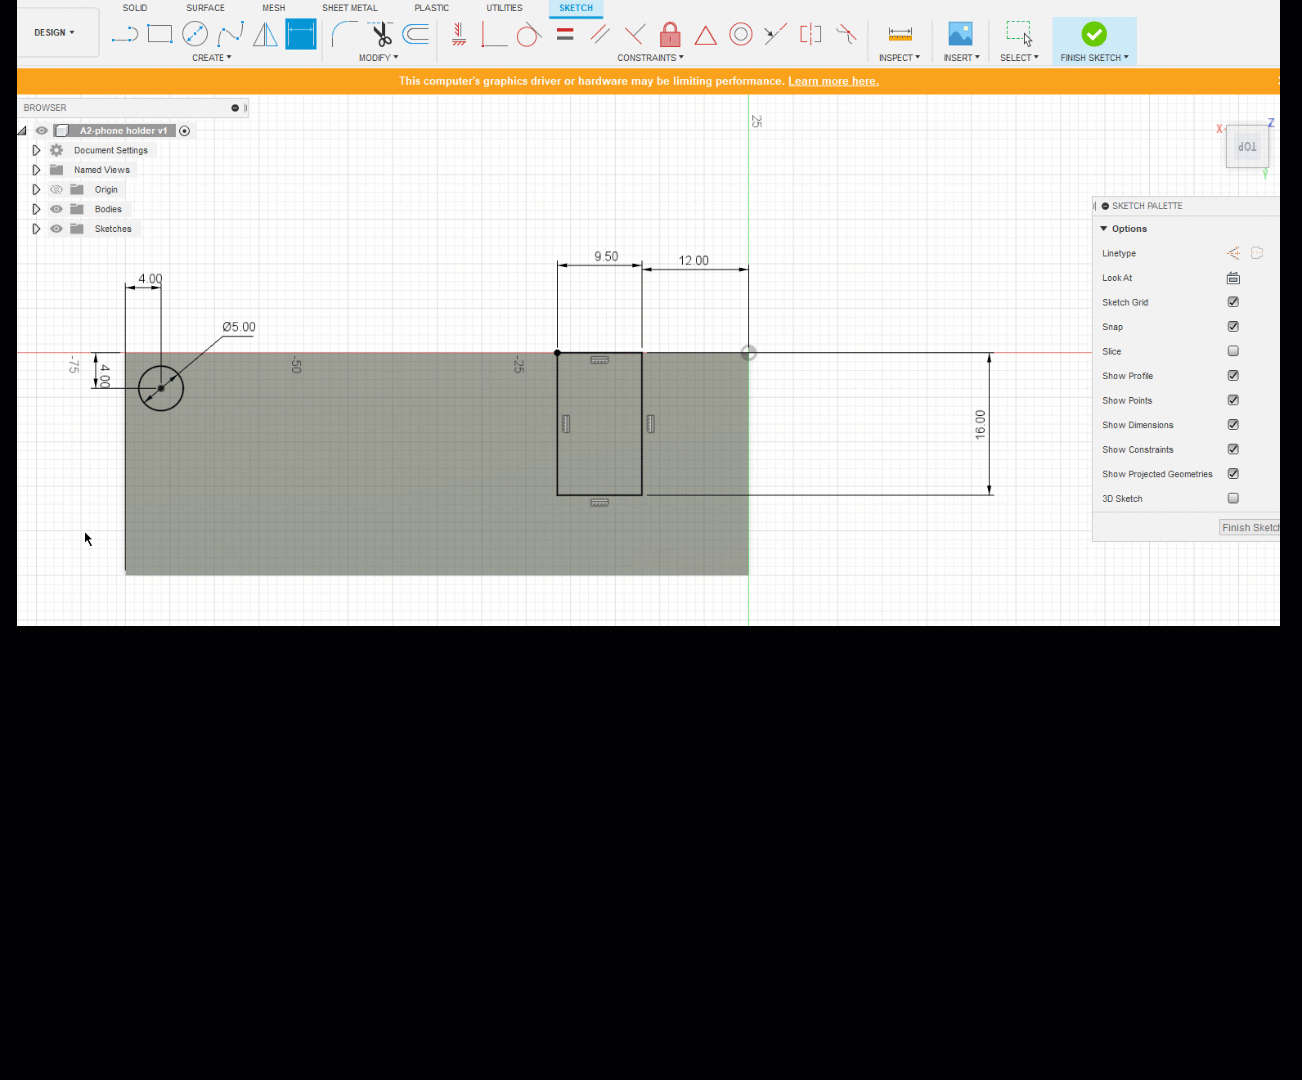 SOLID SURFACE MESH SHEET METAL PLASTIC UTILITIES SKETCH
DESIGN
CREATE MODIFY CONSTRAINTS INSPECT INSERT SELECT FINISH SKETCH
This computer's graphics driver or hardware may be limiting performance. Learn more here.
BROWSER
A2-phone holder v1
Document Settings
Named Views
Origin
Bodies
Sketches
25
X
Z
TOP
Y
SKETCH PALETTE
Options
Linetype
Look At
Sketch Grid
Snap
Slice
Show Profile
Show Points
Show Dimensions
Show Constraints
Show Projected Geometries
3D Sketch
Finish Sketch
9.50
12.00
4.00
Ø5.00
4.00
-75
-50
-25
16.00